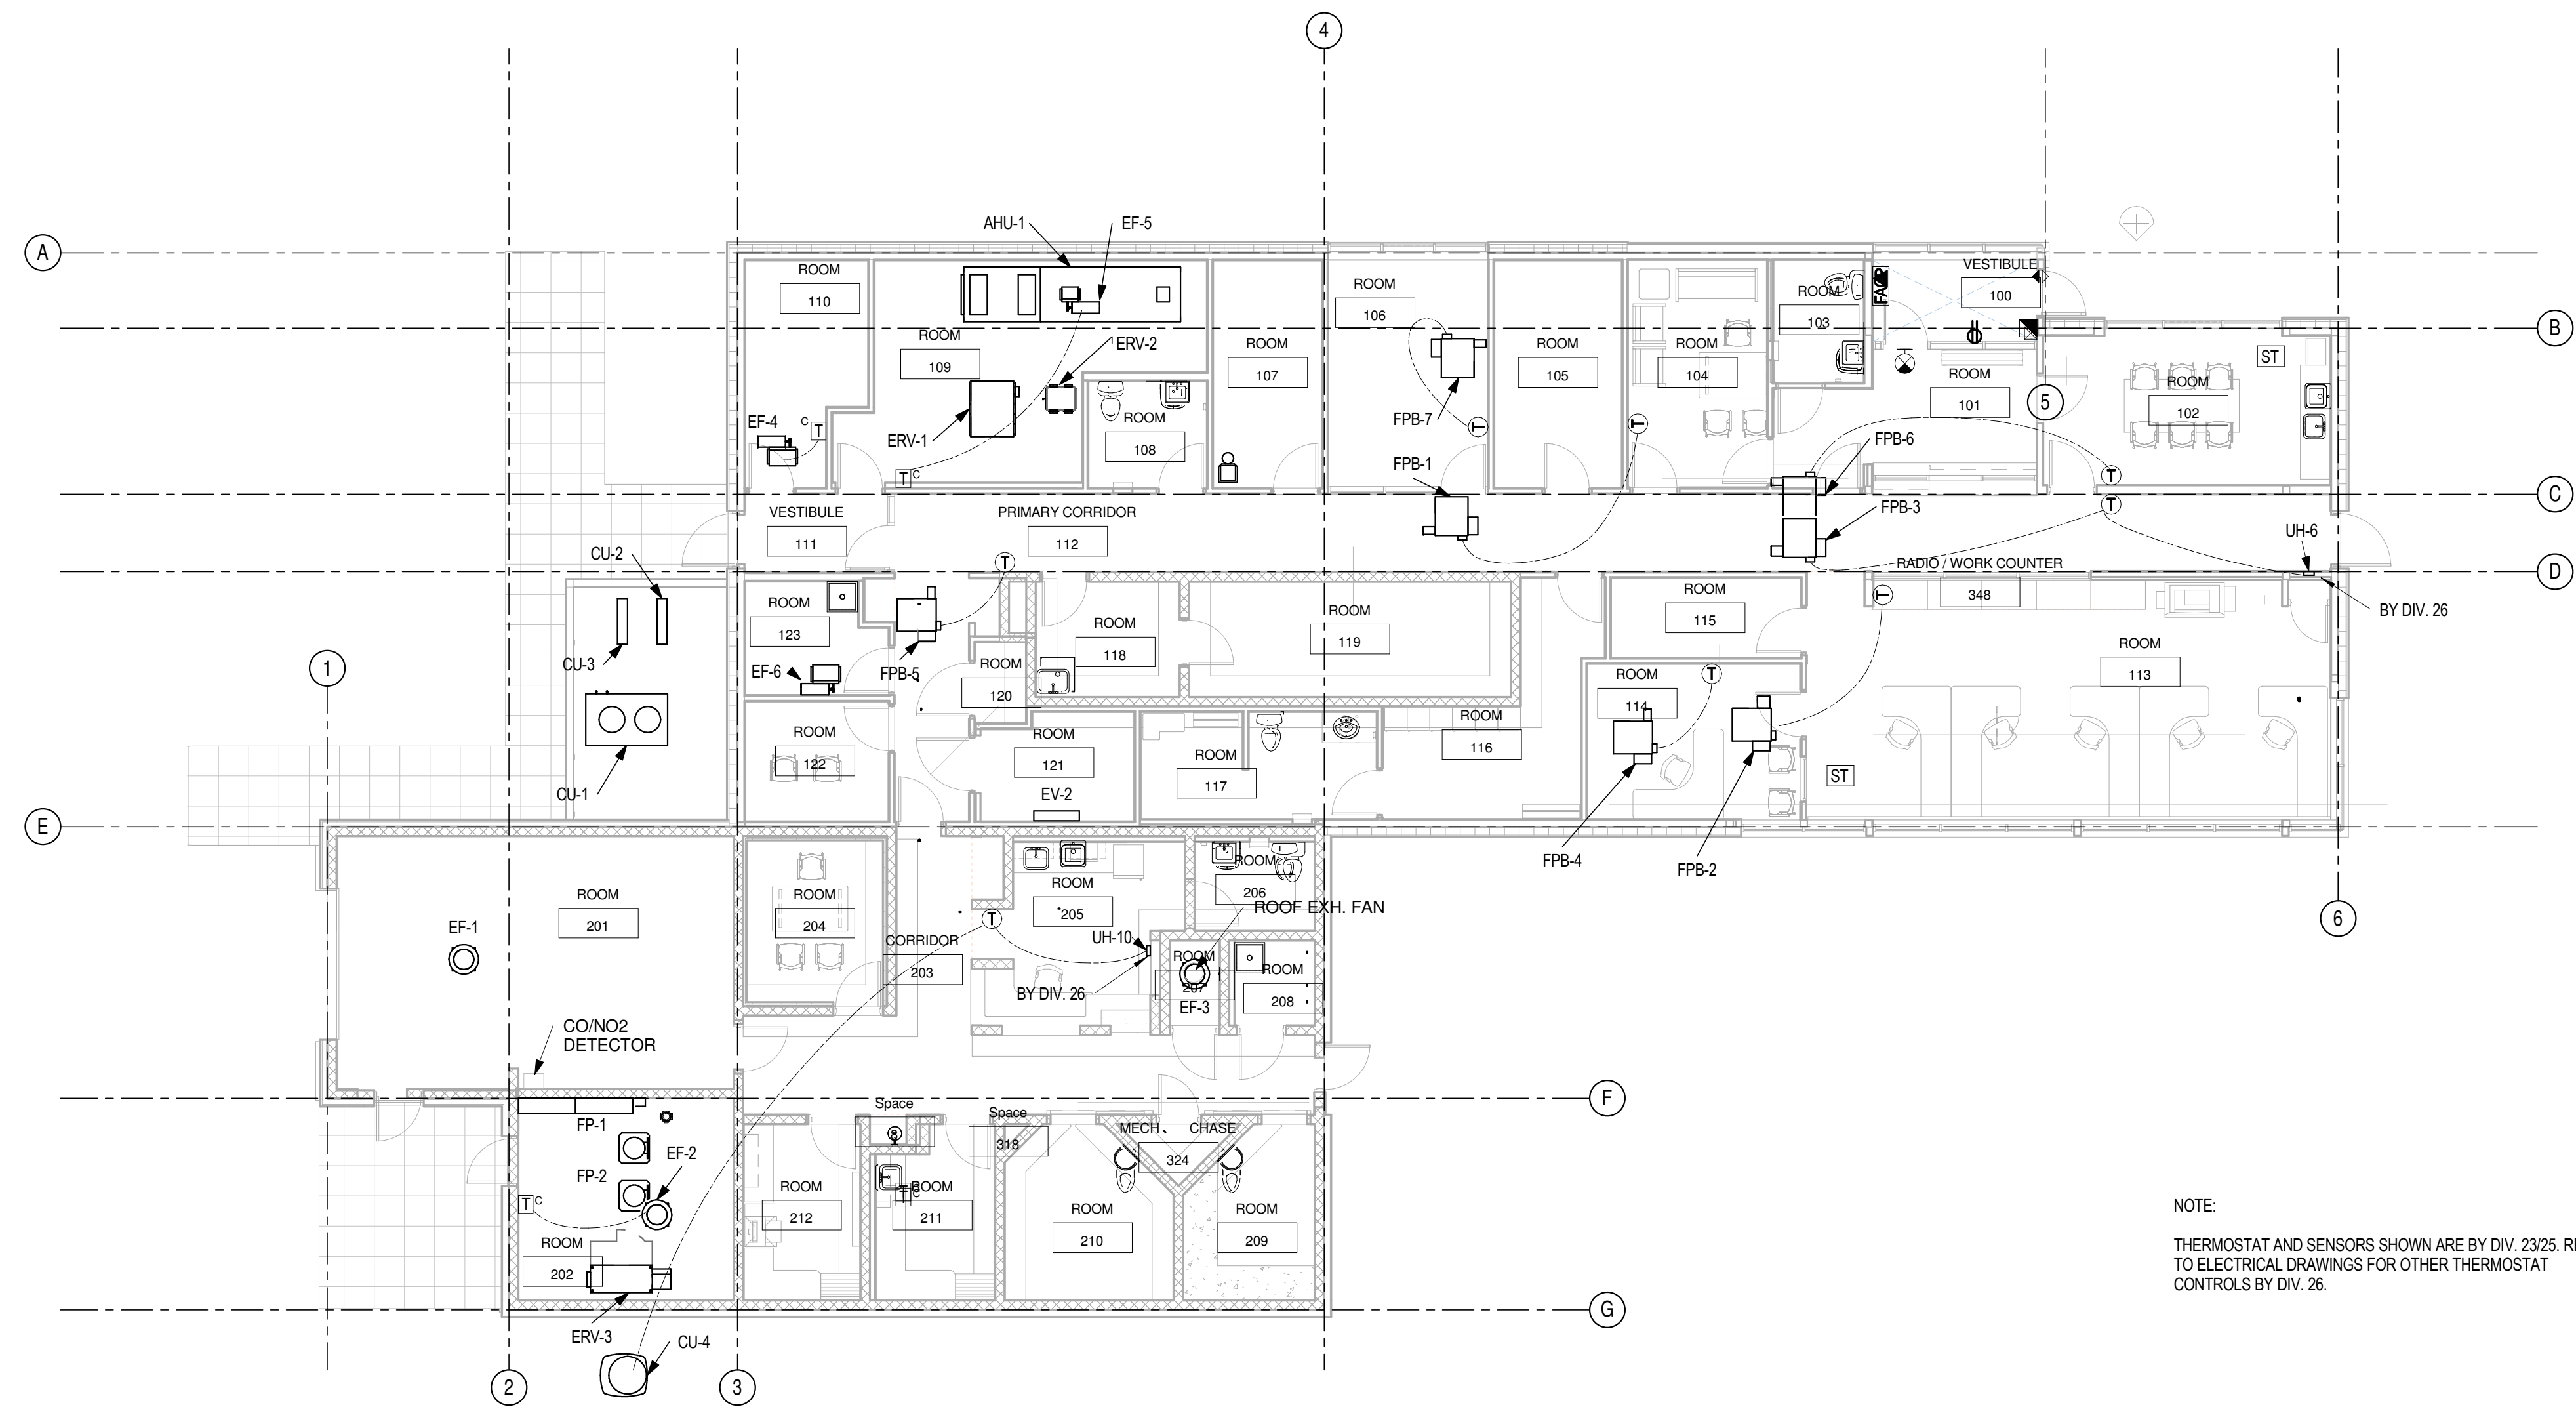 4
A
AHU-1
EF-5
ROOM
110
ROOM
109
ERV-2
ROOM
107
ROOM
106
ROOM
105
ROOM
104
ROOM
103
FACP
VESTIBULE
100
B
ST
ROOM
102
ROOM
101
5
EF-4
C
T
ERV-1
T
C
ROOM
108
FPB-7
T
FPB-1
T
FPB-6
FPB-3
T
T
C
VESTIBULE
111
PRIMARY CORRIDOR
112
UH-6
CU-2
T
RADIO / WORK COUNTER
348
D
BY DIV. 26
ROOM
123
ROOM
118
ROOM
119
ROOM
115
T
CU-3
1
EF-6
FPB-5
ROOM
120
ROOM
114
T
ROOM
113
ROOM
122
ROOM
121
ROOM
117
ROOM
116
ST
CU-1
EV-2
E
FPB-4
FPB-2
6
ROOM
201
EF-1
ROOM
204
ROOM
205
ROOM
206
ROOF EXH. FAN
T
CORRIDOR
203
UH-10
BY DIV. 26
ROOM
207
EF-3
ROOM
208
CO/NO2
DETECTOR
F
FP-1
Space
Space
318
MECH. CHASE
324
FP-2
EF-2
T
C
ROOM
212
T
C
ROOM
211
ROOM
210
ROOM
209
ROOM
202
ERV-3
CU-4
G
2
3
NOTE:
THERMOSTAT AND SENSORS SHOWN ARE BY DIV. 23/25.
TO ELECTRICAL DRAWINGS FOR OTHER THERMOSTAT
CONTROLS BY DIV. 26.